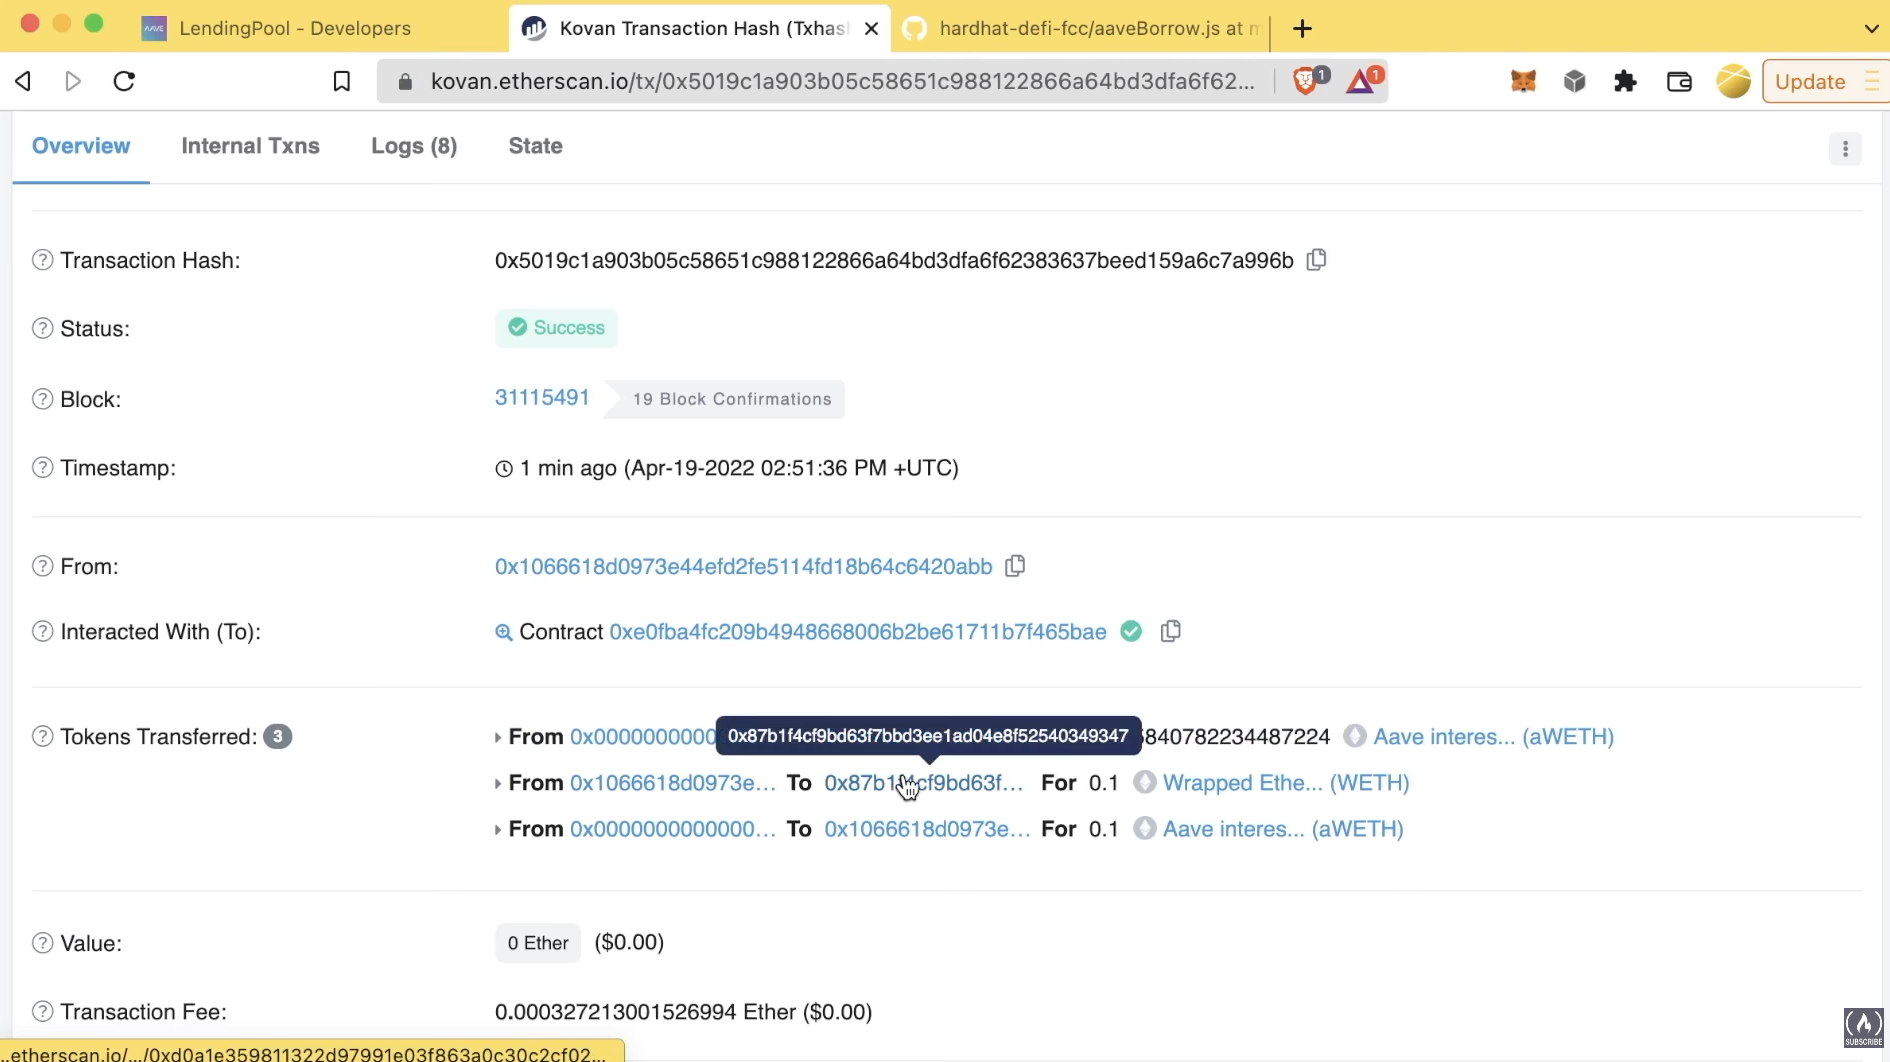 LendingPool - Developers
Kovan Transaction Hash (Txhas
hardhat-defi-fcc/aaveBorrow.js at m
kovan.etherscan.io/tx/0x5019c1a903b05c58651c988122866a64bd3dfa6f62...
1
1
Update
Overview Internal Txns Logs (8) State
Transaction Hash: 0x5019c1a903b05c58651c988122866a64bd3dfa6f62383637beed159a6c7a996b
Status: Success
Block: 31115491 19 Block Confirmations
Timestamp: 1 min ago (Apr-19-2022 02:51:36 PM +UTC)
From: 0x1066618d0973e44efd2fe5114fd18b64c6420abb
Interacted With (To): Contract 0xe0fba4fc209b4948668006b2be61711b7f465bae
Tokens Transferred: 3 From 0x0000000000 5840782234487224 Aave interes... (aWETH)
0x87b1f4cf9bd63f7bbd3ee1ad04e8f52540349347
From 0x1066618d0973e... To 0x87b1f4cf9bd63f... For 0.1 Wrapped Ethe... (WETH)
From 0x0000000000000... To 0x1066618d0973e... For 0.1 Aave interes... (aWETH)
Value: 0 Ether ($0.00)
Transaction Fee: 0.000327213001526994 Ether ($0.00)
...etherscan.io/.../0xd0a1e359811322d97991e03f863a0c30c2cf02...
SUBSCRIBE